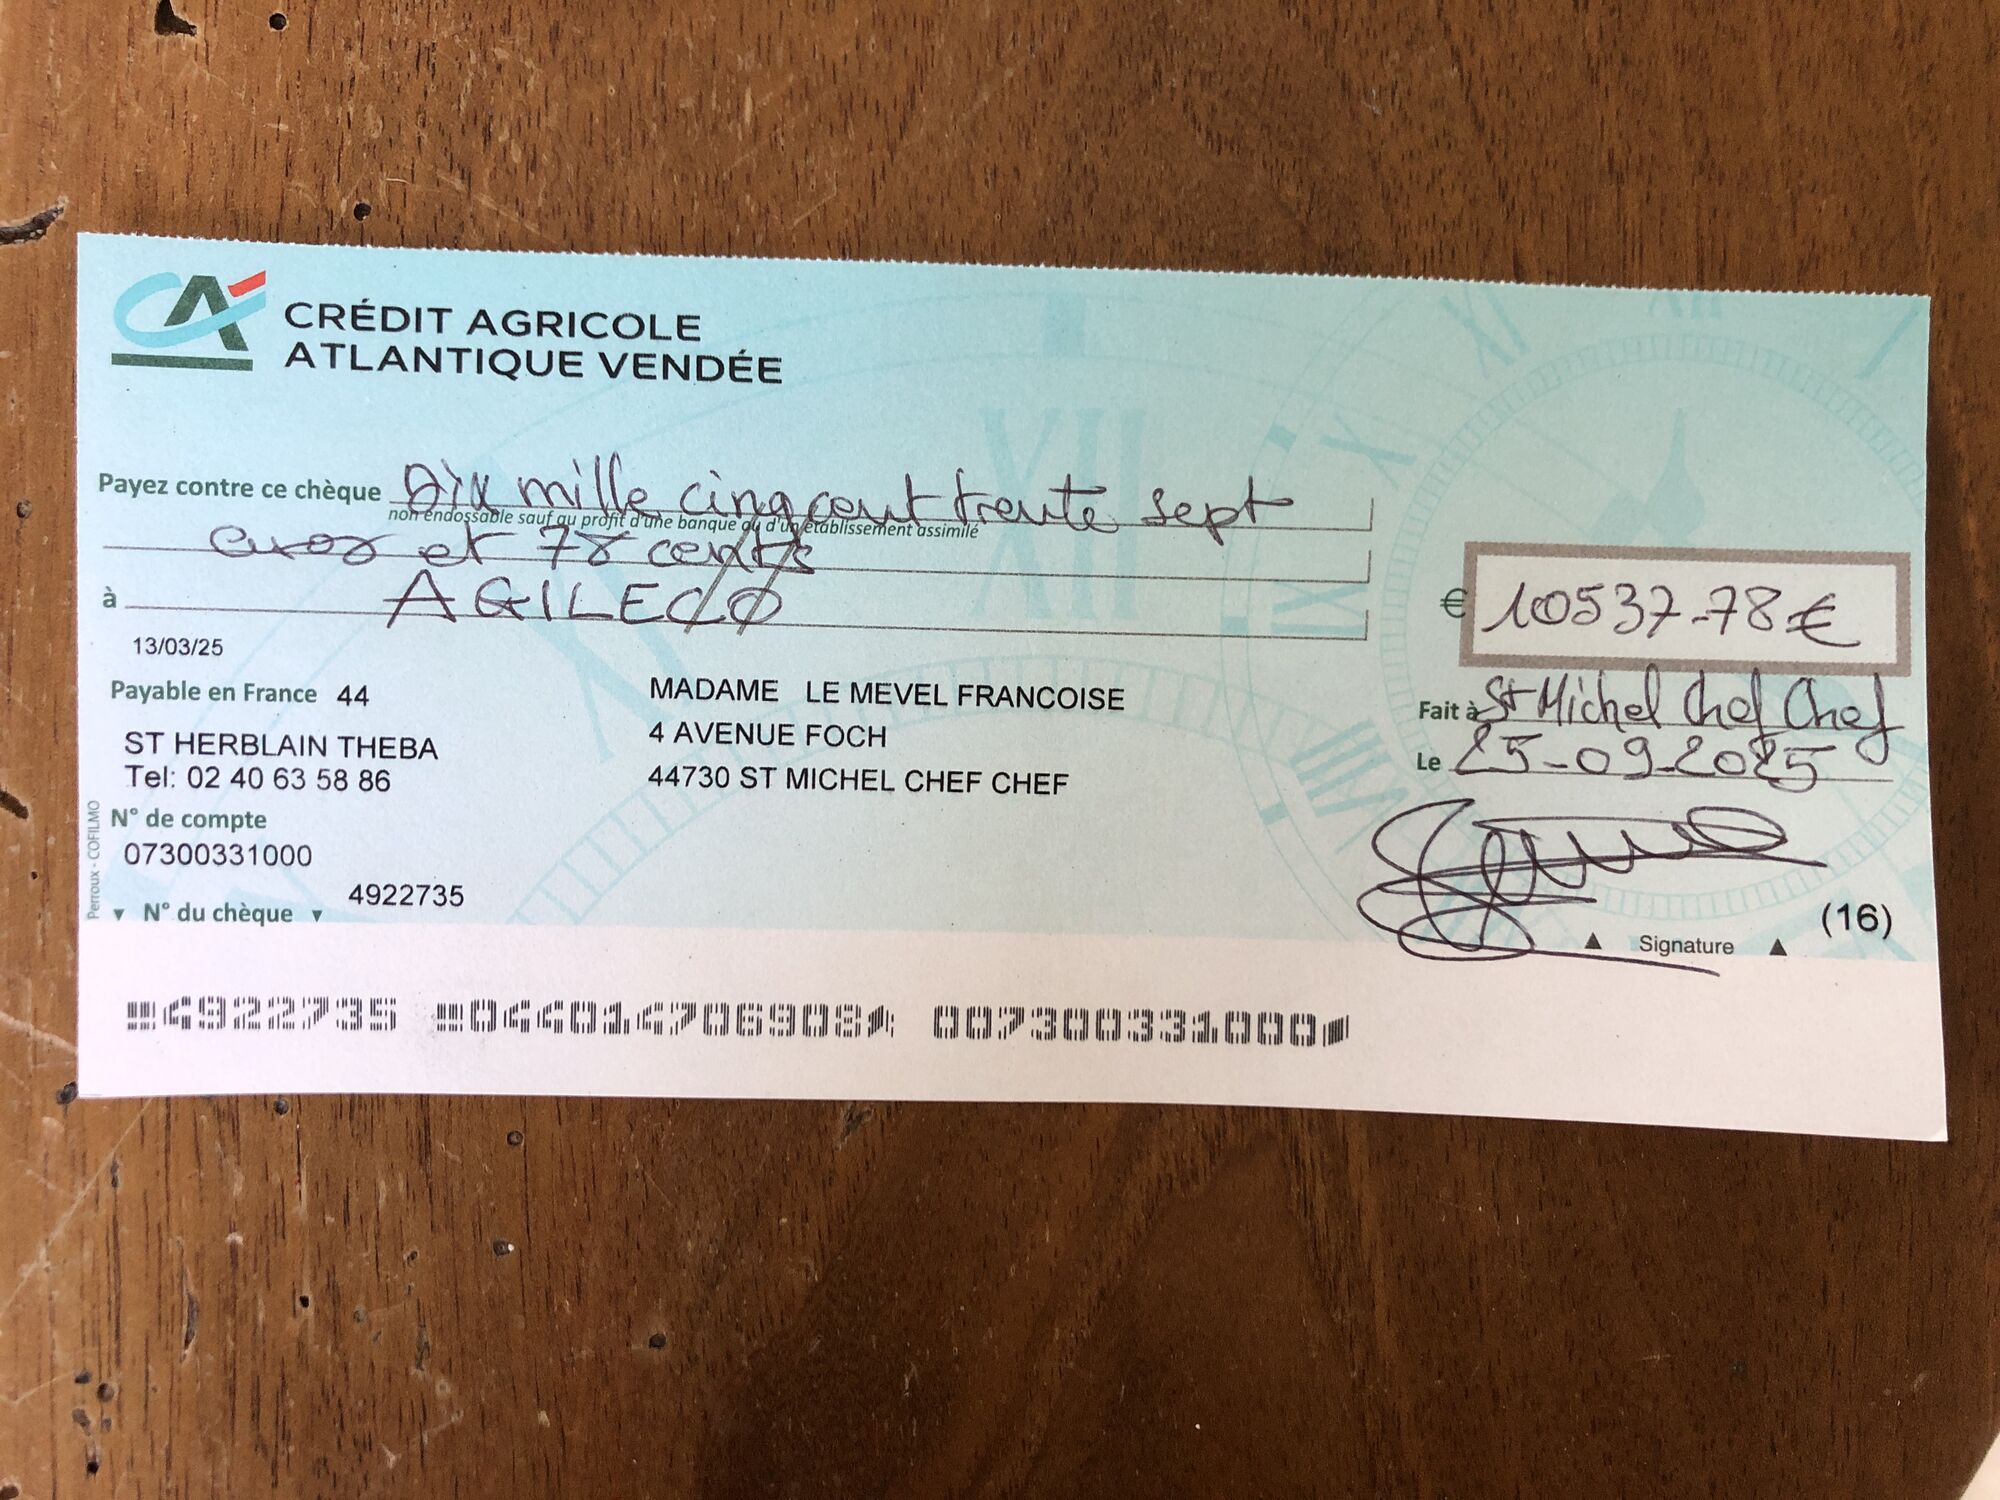 CA
CRÉDIT AGRICOLE
ATLANTIQUE VENDÉE
Payez contre ce chèque Dix mille cinq cent trente sept
non endossable sauf au profit d'une banque ou d'un établissement assimilé
euros et 78 cents
à AGILECO
€ 10537-78€
13/03/25
Payable en France 44
ST HERBLAIN THEBA
Tel: 02 40 63 58 86
MADAME LE MEVEL FRANCOISE
4 AVENUE FOCH
44730 ST MICHEL CHEF CHEF
Fait à St Michel Chef Chef
Le 25-09-2025
N° de compte
07300331000
4922735
N° du chèque
Perroux - COFILMO
Signature
(16)
4922735 044014706908 007300331000